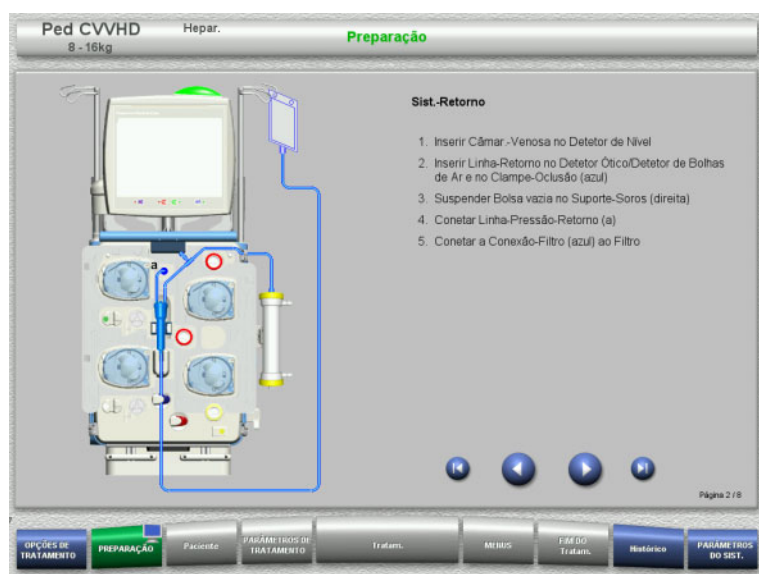 Ped CVVHD
Hepar.
8 - 16kg
Preparação
Sist.-Retorno
1. Inserir Câmar.-Venosa no Detetor de Nível
2. Inserir Linha-Retorno no Detetor Ótico/Detetor de Bolhas
de Ar e no Clampe-Oclusão (azul)
3. Suspender Bolsa vazia no Suporte-Soros (direita)
4. Conetar Linha-Pressão-Retorno (a)
5. Conetar a Conexão-Filtro (azul) ao Filtro
a
Página 2 / 8
OPÇÕES DE
TRATAMENTO
PREPARAÇÃO
Paciente
PARÂMETROS DE
TRATAMENTO
Tratam.
MENUS
FIM DO
Tratam.
Histórico
PARÂMETROS
DO SIST.